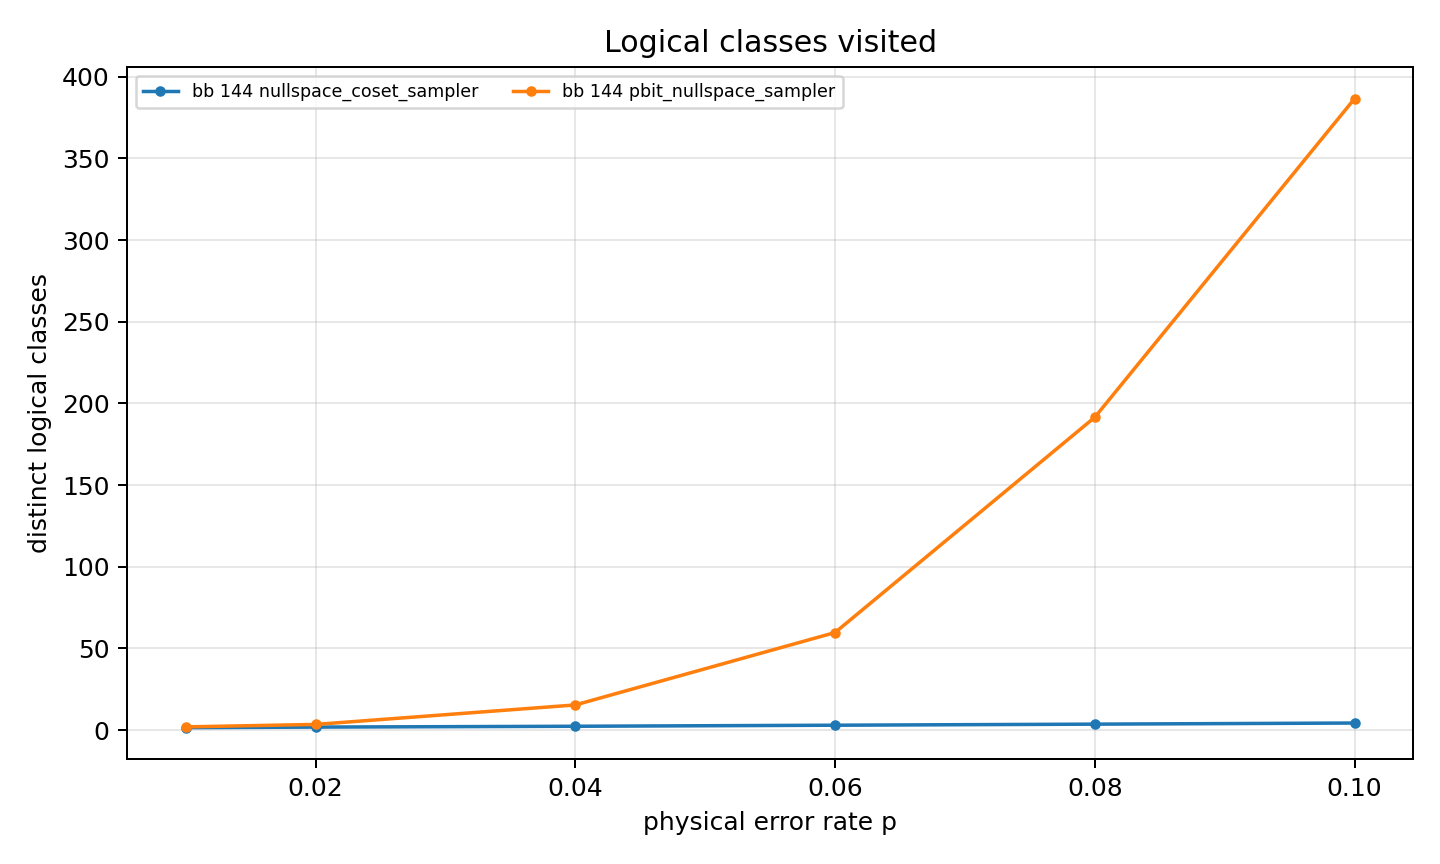 Logical classes visited
bb 144 nullspace_coset_sampler
bb 144 pbit_nullspace_sampler
distinct logical classes
400
350
300
250
200
150
100
50
0
0.02
0.04
0.06
0.08
0.10
physical error rate p